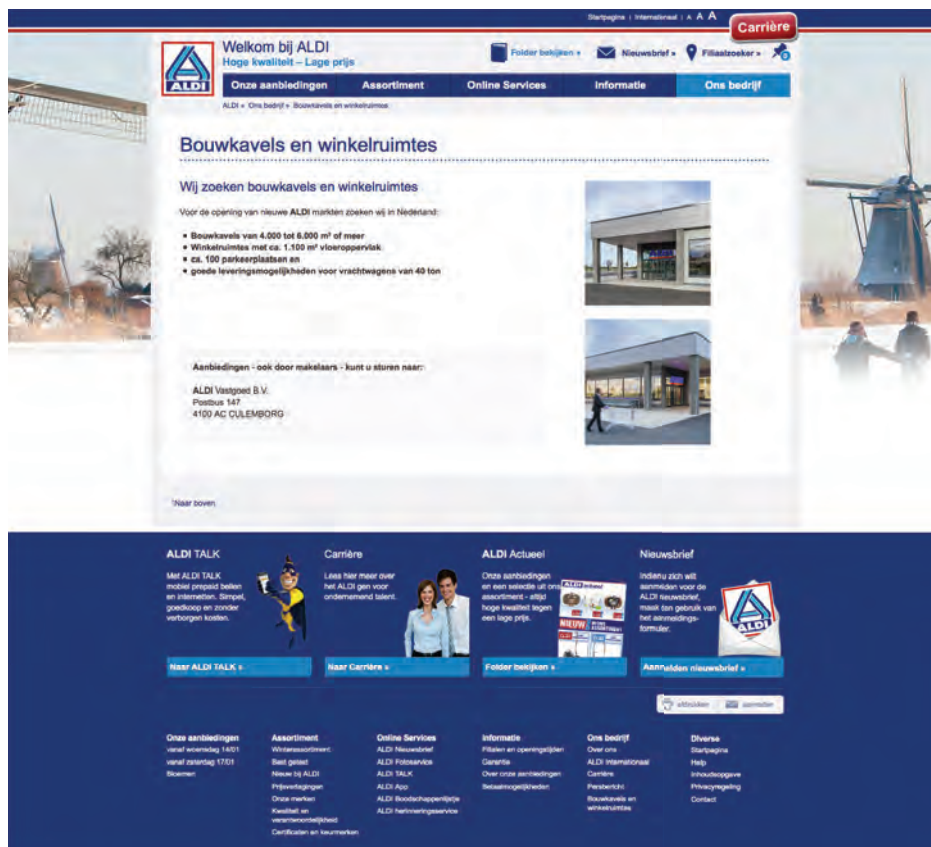 Startpagina | Internationaal | A A A
Carrière
Welkom bij ALDI
Hoge kwaliteit – Lage prijs
Folder bekijken »
Nieuwsbrief »
Filiaalzoeker »
0
ALDI
Onze aanbiedingen
Assortiment
Online Services
Informatie
Ons bedrijf
ALDI » Ons bedrijf » Bouwkavels en winkelruimtes
Bouwkavels en winkelruimtes
Wij zoeken bouwkavels en winkelruimtes
Voor de opening van nieuwe ALDI markten zoeken wij in Nederland:
• Bouwkavels van 4.000 tot 6.000 m² of meer
• Winkelruimtes met ca. 1.100 m² vloeroppervlak
• ca. 100 parkeerplaatsen en
• goede leveringsmogelijkheden voor vrachtwagens van 40 ton
Aanbiedingen - ook door makelaars - kunt u sturen naar:
ALDI Vastgoed B.V.
Postbus 147
4100 AC CULEMBORG
Naar boven
ALDI TALK
Met ALDI TALK
mobiel prepaid bellen
en internetten. Simpel,
goedkoop en zonder
verborgen kosten.
Naar ALDI TALK »
Carrière
Lees hier meer over
het ALDI gen voor
ondernemend talent.
Naar Carrière »
ALDI Actueel
Onze aanbiedingen
en een selectie uit ons
assortiment - altijd
hoge kwaliteit tegen
een lage prijs.
NIEUW
Folder bekijken »
Nieuwsbrief
Indien u zich wilt
aanmelden voor de
ALDI nieuwsbrief,
maak dan gebruik van
het aanmeldings-
formulier.
ALDI
Aanmelden nieuwsbrief »
afdrukken
aanmelden
Onze aanbiedingen
vanaf woensdag 14/01
vanaf zaterdag 17/01
Bloemen
Assortiment
Winterassortiment
Best getest
Nieuw bij ALDI
Prijsverlagingen
Onze merken
Kwaliteit en
verantwoordelijkheid
Certificaten en keurmerken
Online Services
ALDI Nieuwsbrief
ALDI Fotoservice
ALDI TALK
ALDI App
ALDI Boodschappenlijstje
ALDI herinneringsservice
Informatie
Filialen en openingstijden
Garantie
Over onze aanbiedingen
Betaalmogelijkheden
Ons bedrijf
Over ons
ALDI Internationaal
Carrière
Persbericht
Bouwkavels en
winkelruimtes
Diverse
Startpagina
Help
Inhoudsopgave
Privacyregeling
Contact